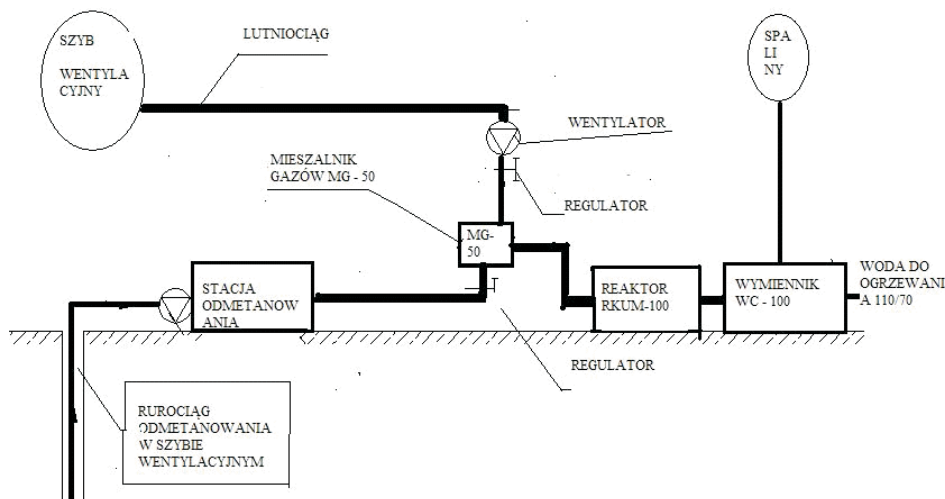 SZYB
WENTYLA
CYJNY
LUTNIOCIĄG
SPA
LI
NY
WENTYLATOR
MIESZALNIK
GAZÓW MG - 50
REGULATOR
MG-
50
STACJA
ODMETANOW
ANIA
REAKTOR
RKUM-100
WYMIENNIK
WC - 100
WODA DO
OGRZEWANI
A 110/70
REGULATOR
RUROCIĄG
ODMETANOWANIA
W SZYBIE
WENTYLACYJNYM